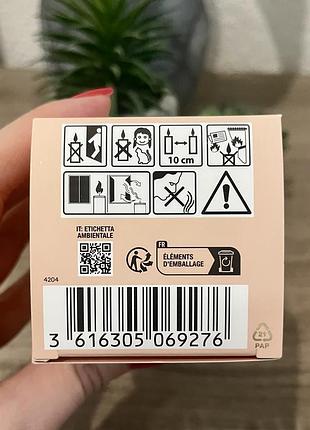 10 cm
IT: ETICHETTA
AMBIENTALE
FR
ÉLÉMENTS
D'EMBALLAGE
4204
3 616305 069276
21
PAP